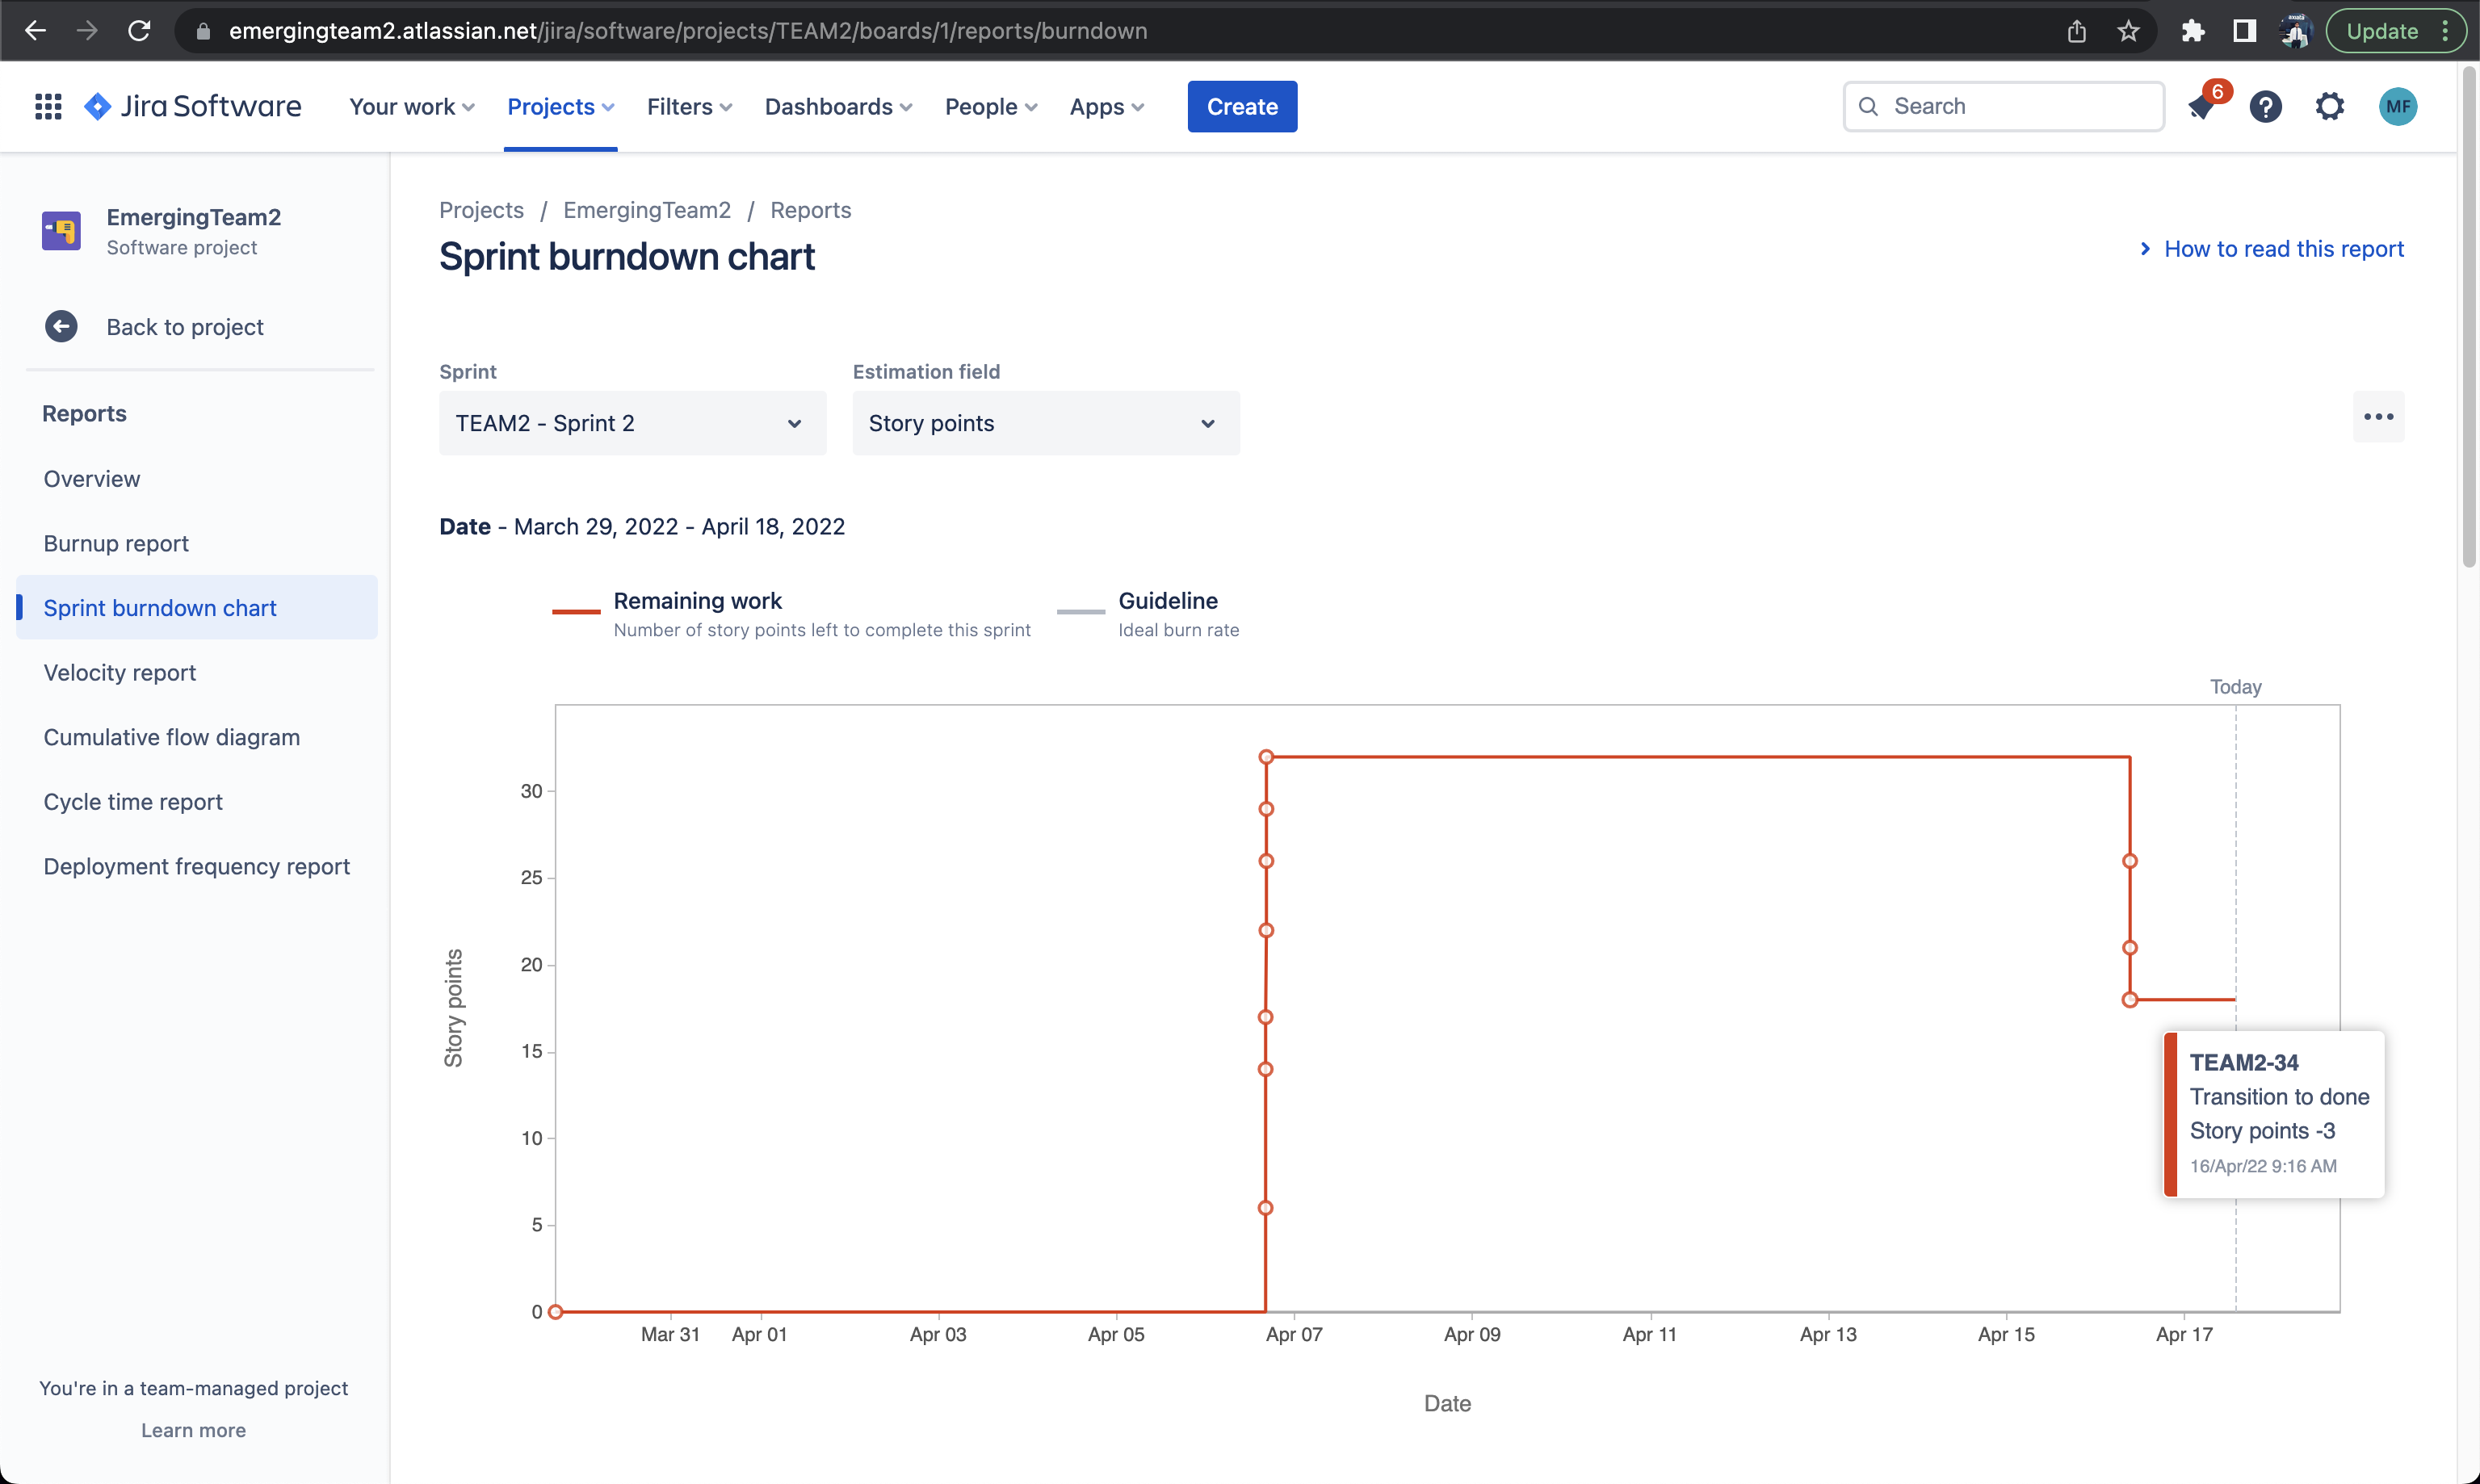 emergingteam2.atlassian.net/jira/software/projects/TEAM2/boards/1/reports/burndown
Update
Jira Software
Your work
Projects
Filters
Dashboards
People
Apps
Create
Search
6
?
MF
EmergingTeam2
Software project
Back to project
Reports
Overview
Burnup report
Sprint burndown chart
Velocity report
Cumulative flow diagram
Cycle time report
Deployment frequency report
You're in a team-managed project
Learn more
Projects / EmergingTeam2 / Reports
Sprint burndown chart
How to read this report
Sprint
TEAM2 - Sprint 2
Estimation field
Story points
Date - March 29, 2022 - April 18, 2022
Remaining work
Number of story points left to complete this sprint
Guideline
Ideal burn rate
Today
30
25
20
15
10
5
0
Story points
Mar 31
Apr 01
Apr 03
Apr 05
Apr 07
Apr 09
Apr 11
Apr 13
Apr 15
Apr 17
Date
TEAM2-34
Transition to done
Story points -3
16/Apr/22 9:16 AM